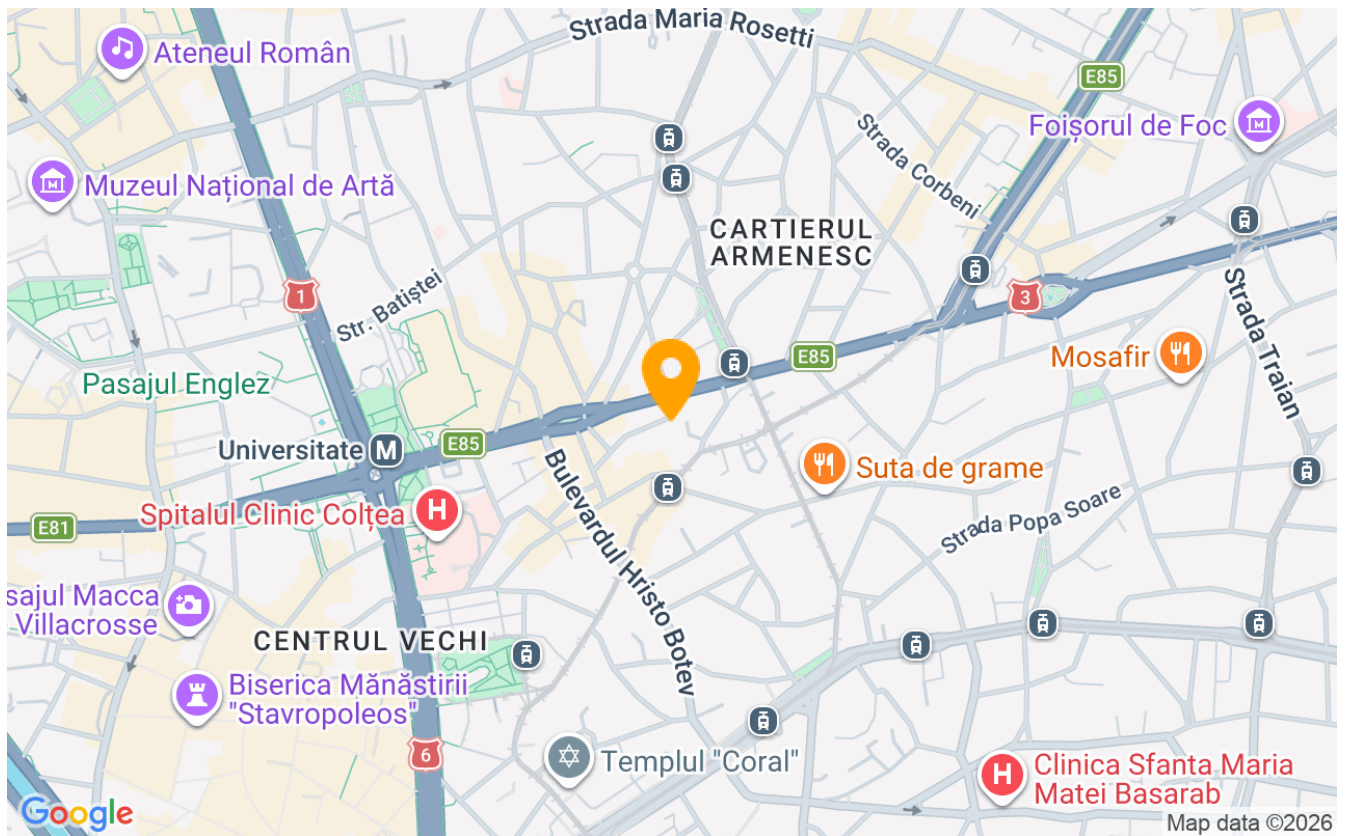 Strada Maria Rosetti
Ateneul Român
E85
Foișorul de Foc
Strada Corbeni
Muzeul Național de Artă
CARTIERUL
ARMENESC
1
3
Str. Batiștei
Strada Traian
E85
Mosafir
Pasajul Englez
Universitate
M
E85
Suta de grame
Bulevardul Hristo Botev
Spitalul Clinic Colțea
H
E81
Strada Popa Soare
sajul Macca
Villacrosse
CENTRUL VECHI
Biserica Mănăstirii
"Stavropoleos"
6
Templul "Coral"
H
Clinica Sfanta Maria
Matei Basarab
Google
Map data ©2026